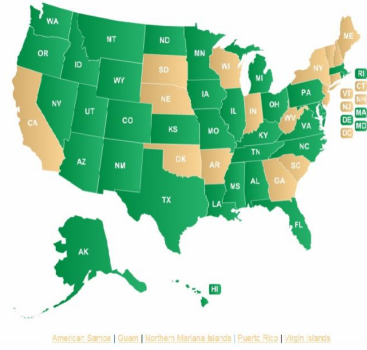 WA
MT
ND
MN
ME
OR
ID
SD
WI
MI
NY
WY
RI
NE
IA
PA
CT
NV
UT
CO
IL
IN
OH
VT
NH
CA
KS
MO
WV
VA
NJ
MA
KY
DE
MD
NC
DC
TN
AZ
NM
OK
AR
SC
MS
AL
GA
TX
LA
FL
AK
HI
American Samoa | Guam | Northern Mariana Islands | Puerto Rico | Virgin Islands